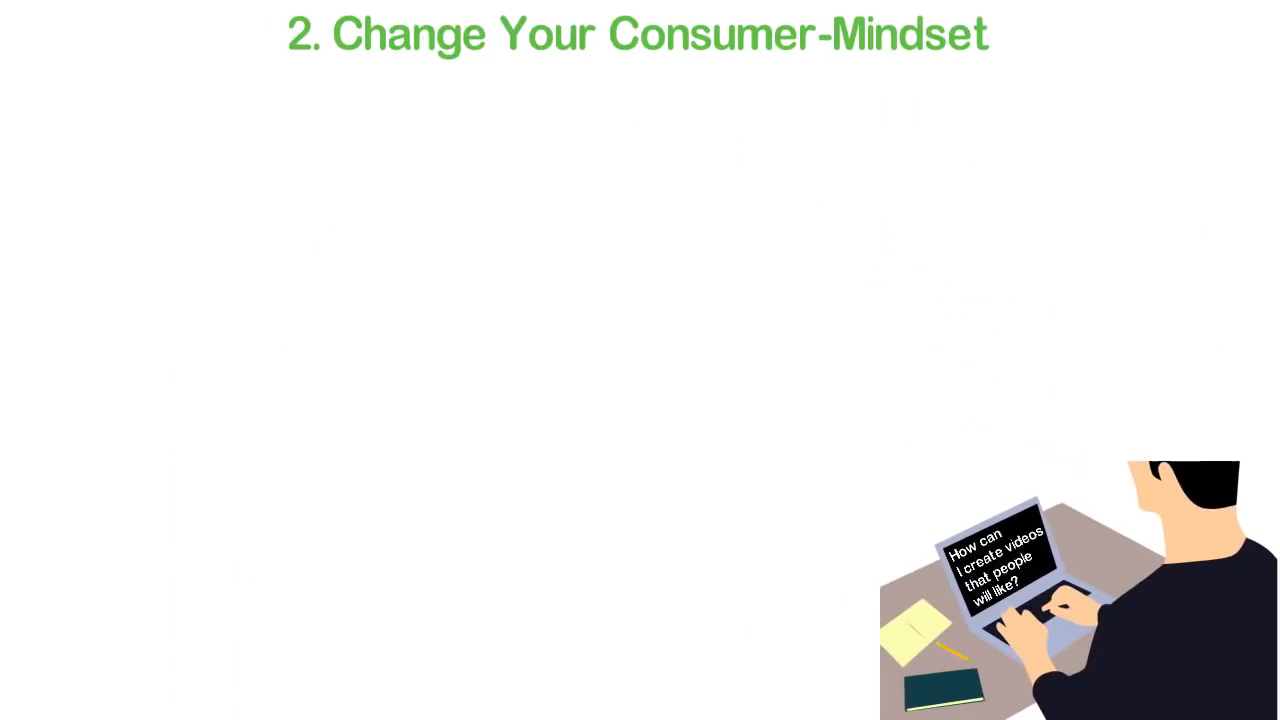 2. Change Your Consumer-Mindset
How can
I create videos
that people
will like?